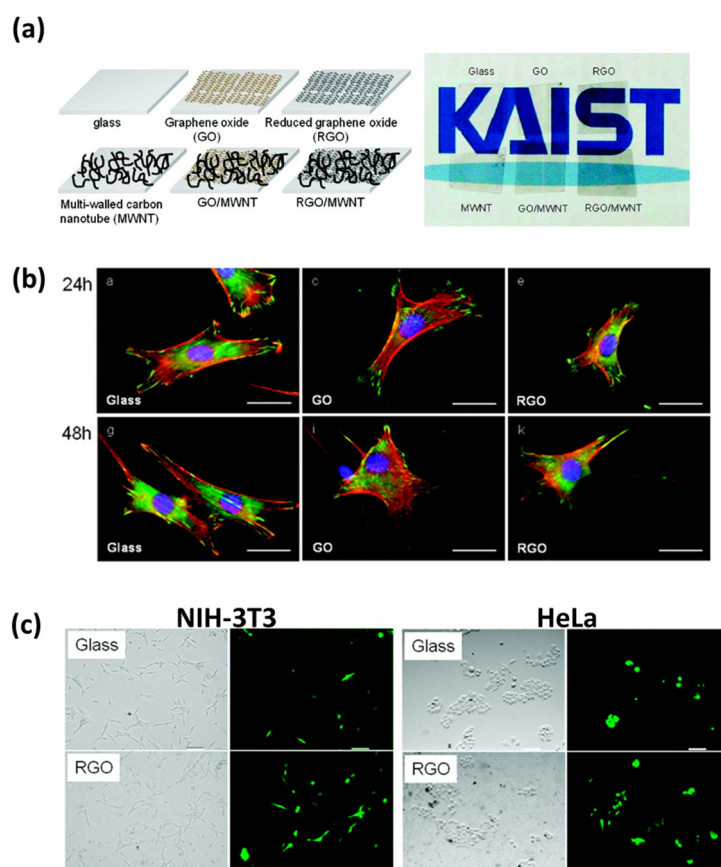 (a)
glass
Graphene oxide
(GO)
Reduced graphene oxide
(RGO)
Multi-walled carbon
nanotube (MWNT)
GO/MWNT
RGO/MWNT
Glass GO RGO
KAIST
MWNT GO/MWNT RGO/MWNT
(b)
24h
a c e
Glass GO RGO
48h
g i k
Glass GO RGO
(c)
NIH-3T3 HeLa
Glass Glass
RGO RGO